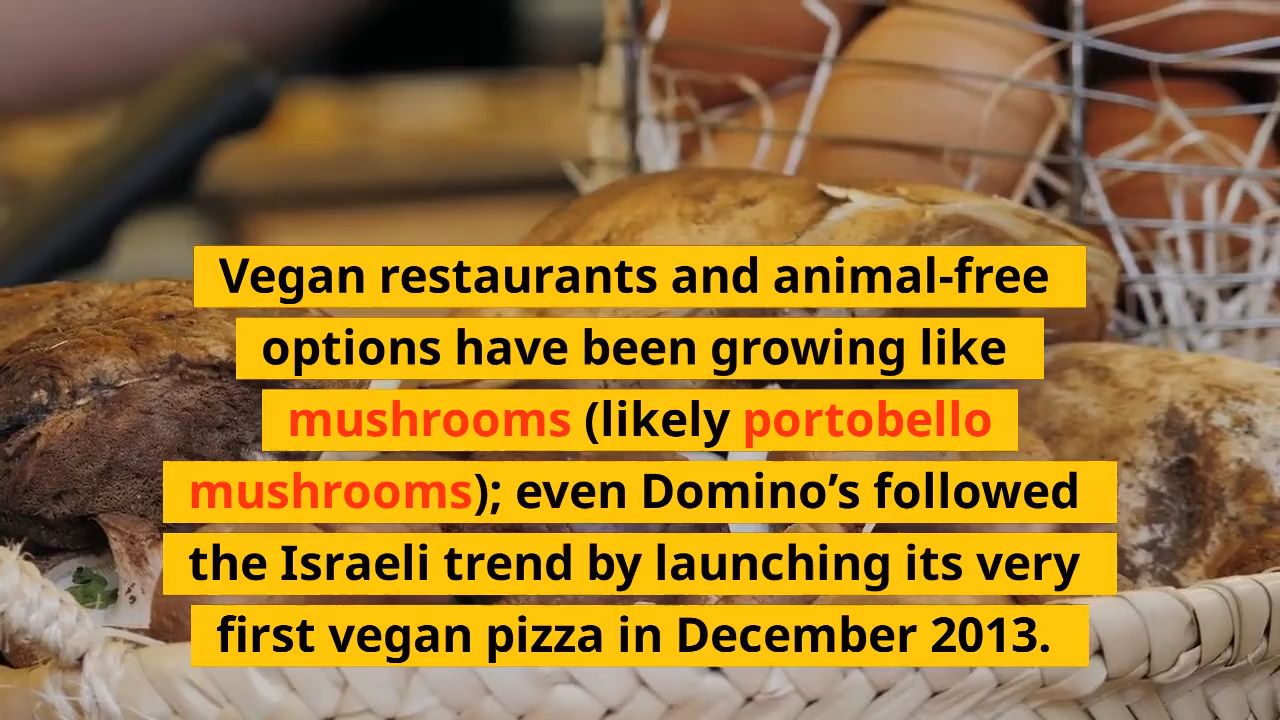 Vegan restaurants and animal-free
options have been growing like
mushrooms (likely portobello
mushrooms); even Domino’s followed
the Israeli trend by launching its very
first vegan pizza in December 2013.